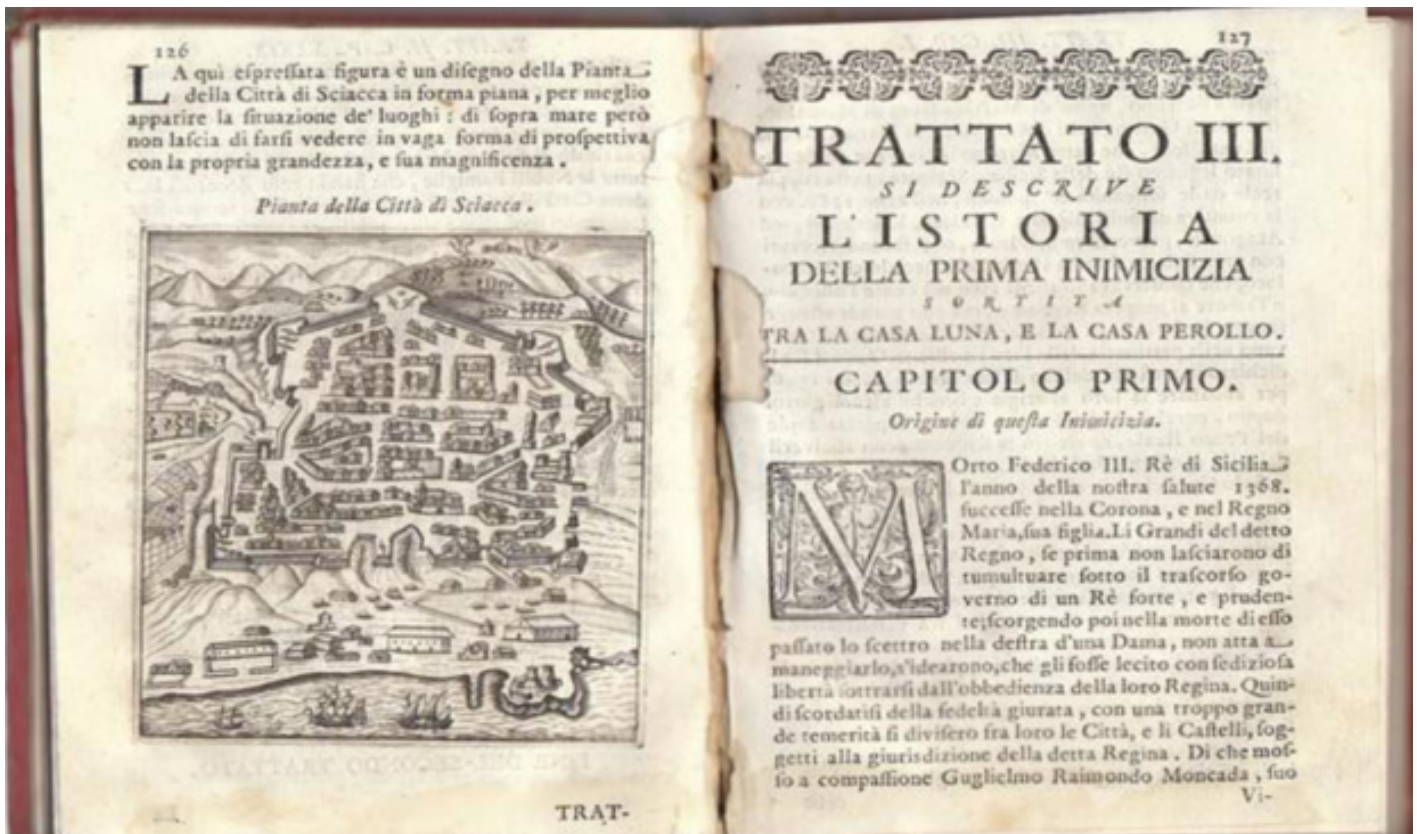 126
LA qui eſpreſſata figura è un diſegno della Pianta
della Città di Sciacca in forma piana , per meglio
apparire la ſituazione de' luoghi : di ſopra mare però
non laſcia di farſi vedere in vaga forma di proſpettiva
con la propria grandezza, e ſua magnificenza .
Pianta della Città di Sciacca .
TRAT-
127
TRATTATO III.
SI DESCRIVE
L'ISTORIA
DELLA PRIMA INIMICIZIA
SORTITA
TRA LA CASA LUNA, E LA CASA PEROLLO.
CAPITOLO PRIMO.
Origine di queſta Inimicizia.
MOrto Federico III. Rè di Sicilia
l'anno della noſtra ſalute 1368.
ſucceſſe nella Corona, e nel Regno
Maria,ſua figlia.Li Grandi del detto
Regno, ſe prima non laſciarono di
tumultuare ſotto il traſcorſo go-
verno di un Rè forte, e pruden-
te;ſcorgendo poi nella morte di eſſo
paſſato lo ſcettro nella deſtra d'una Dama, non atta a
maneggiarlo,s'idearono,che gli foſſe lecito con ſedizioſa
libertà ſottrarſi dall'obbedienza della loro Regina. Quin-
di ſcordatiſi della fedeltà giurata, con una troppo gran-
de temerità ſi diviſero fra loro le Città, e li Caſtelli, ſog-
getti alla giurisdizione della detta Regina. Di che moſ-
ſo a compaſſione Guglielmo Raimondo Moncada, ſuo
Vi-